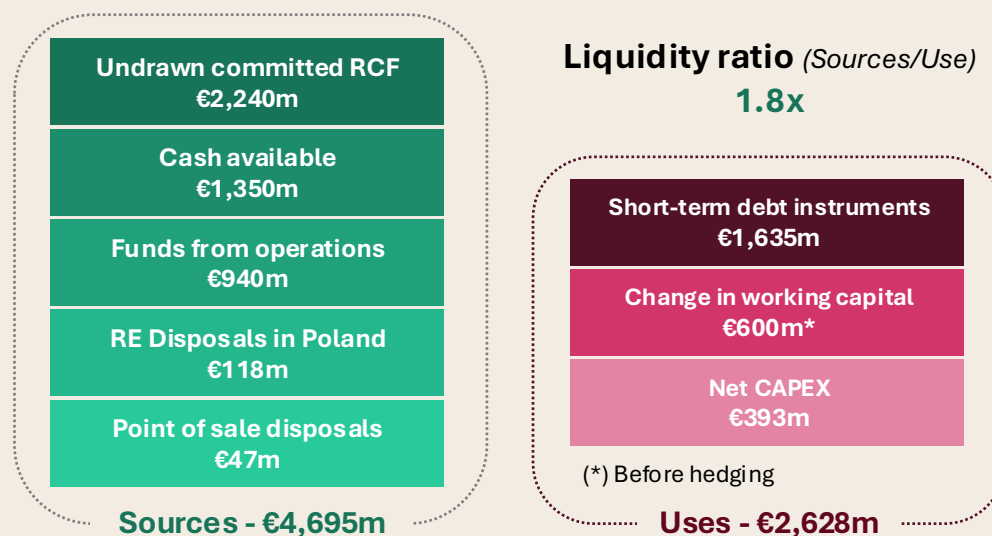 Undrawn committed RCF
€2,240m
Cash available
€1,350m
Funds from operations
€940m
RE Disposals in Poland
€118m
Point of sale disposals
€47m
Sources - €4,695m
Liquidity ratio (Sources/Use)
1.8x
Short-term debt instruments
€1,635m
Change in working capital
€600m*
Net CAPEX
€393m
(*) Before hedging
Uses - €2,628m